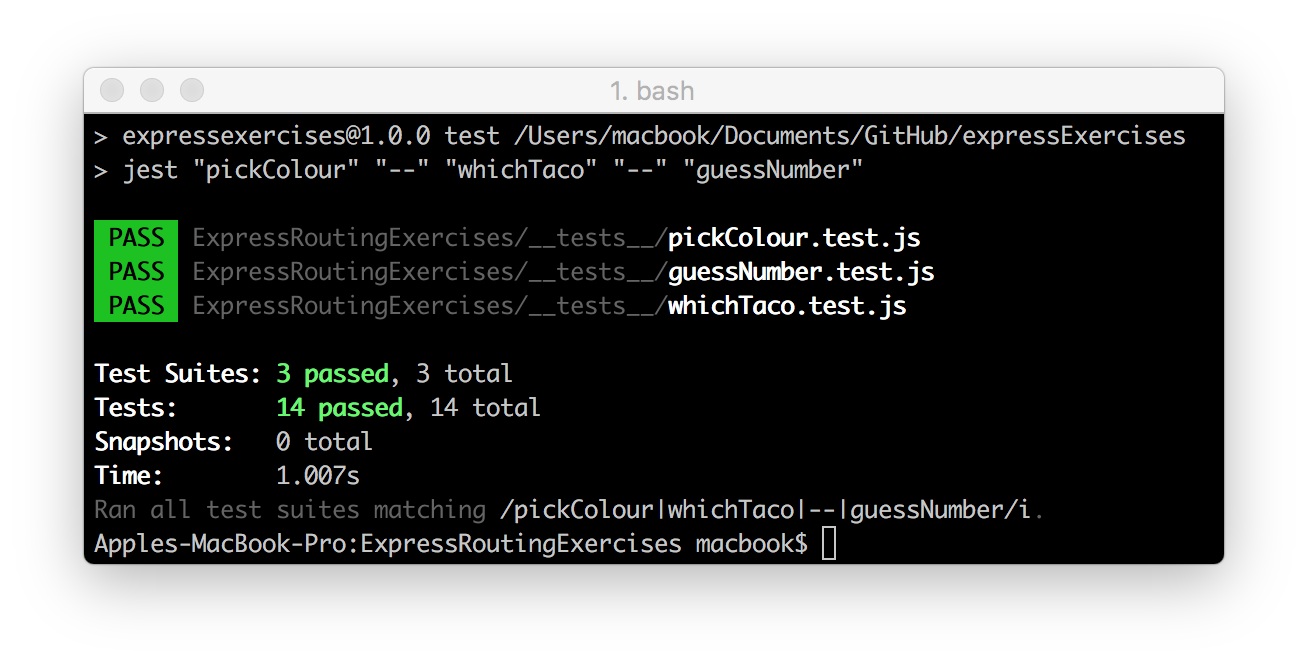 1. bash
> expressexercises@1.0.0 test /Users/macbook/Documents/GitHub/expressExercises
> jest "pickColour" "--" "whichTaco" "--" "guessNumber"
PASS ExpressRoutingExercises/__tests__/pickColour.test.js
PASS ExpressRoutingExercises/__tests__/guessNumber.test.js
PASS ExpressRoutingExercises/__tests__/whichTaco.test.js
Test Suites: 3 passed, 3 total
Tests: 14 passed, 14 total
Snapshots: 0 total
Time: 1.007s
Ran all test suites matching /pickColour|whichTaco|--|guessNumber/i.
Apples-MacBook-Pro:ExpressRoutingExercises macbook$